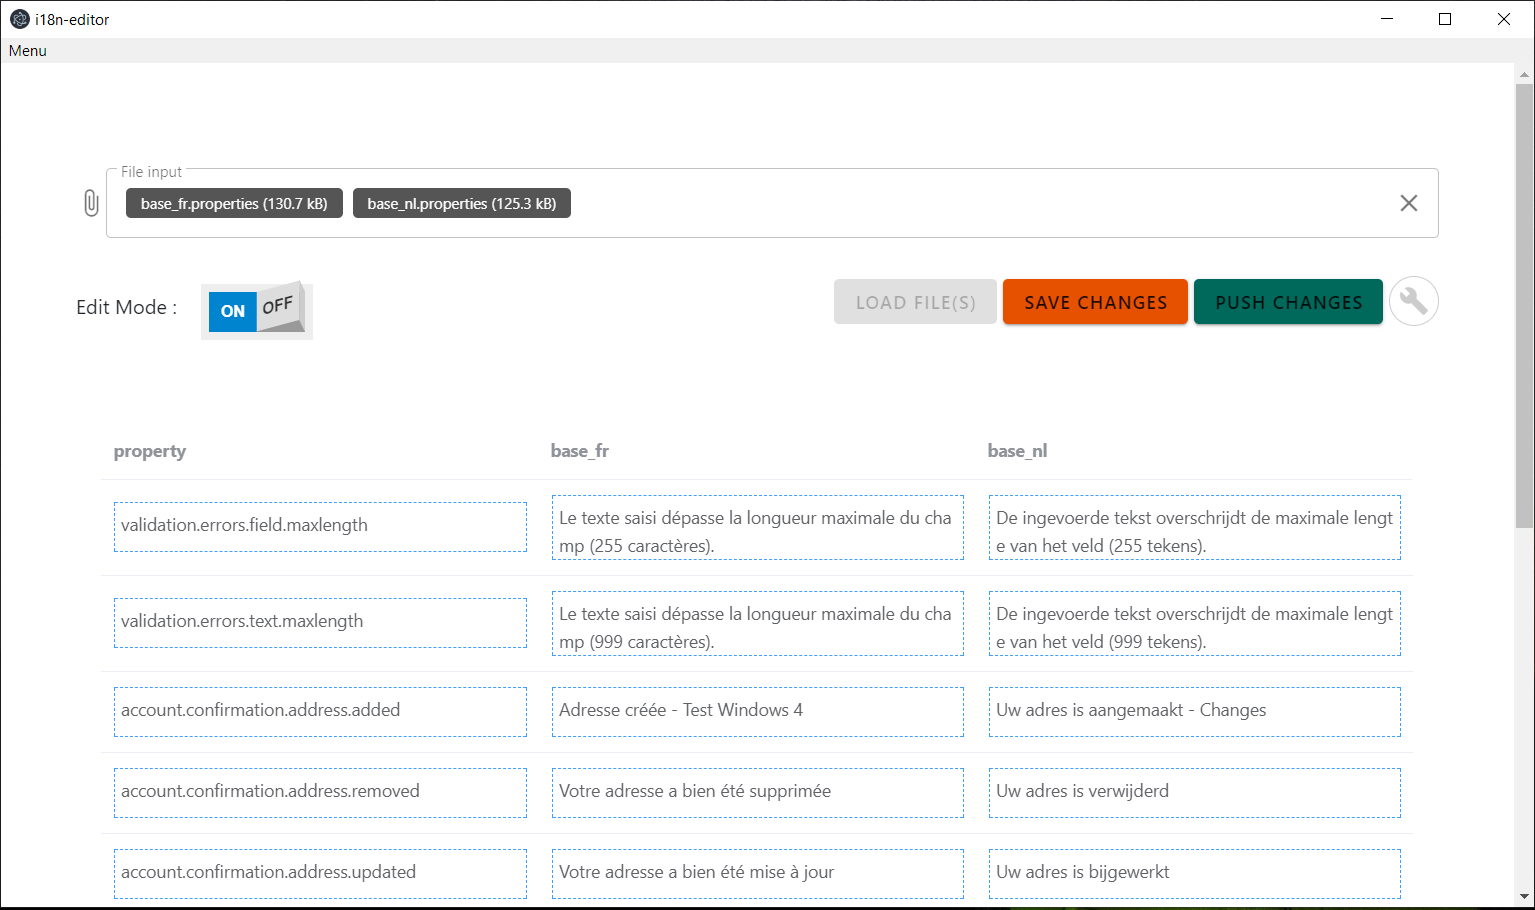 i18n-editor
Menu
File input
base_fr.properties (130.7 kB) base_nl.properties (125.3 kB)
Edit Mode : ON OFF LOAD FILE(S) SAVE CHANGES PUSH CHANGES
property base_fr base_nl
validation.errors.field.maxlength
Le texte saisi dépasse la longueur maximale du cha
mp (255 caractères).
De ingevoerde tekst overschrijdt de maximale lengt
e van het veld (255 tekens).
validation.errors.text.maxlength
Le texte saisi dépasse la longueur maximale du cha
mp (999 caractères).
De ingevoerde tekst overschrijdt de maximale lengt
e van het veld (999 tekens).
account.confirmation.address.added
Adresse créée - Test Windows 4
Uw adres is aangemaakt - Changes
account.confirmation.address.removed
Votre adresse a bien été supprimée
Uw adres is verwijderd
account.confirmation.address.updated
Votre adresse a bien été mise à jour
Uw adres is bijgewerkt